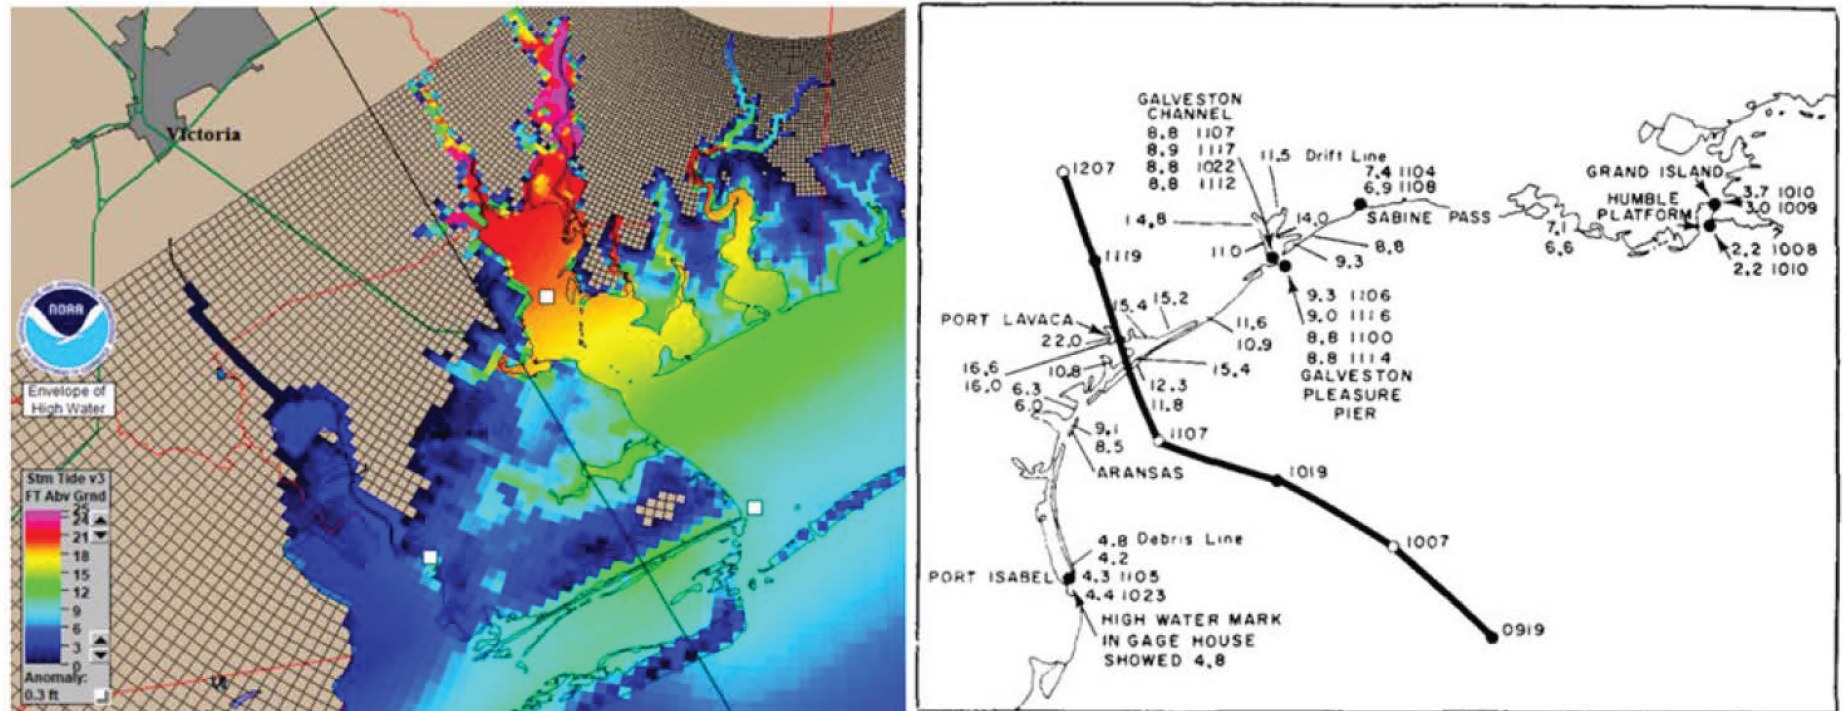 Victoria
NOAA
Envelope of
High Water
Stm Tide v3
FT Abv Grnd
25
24
21
18
15
12
9
6
3
0
Anomaly:
0.3 ft
GALVESTON
CHANNEL
8.8 1107
8.9 1117
8.8 1022
8.8 1112
11.5 Drift Line
7.4 1104
6.9 1108
SABINE PASS
14.8
14.0
11.0
8.8
9.3
GRAND ISLAND
3.7 1010
3.0 1009
HUMBLE
PLATFORM
7.1
6.6
2.2 1008
2.2 1010
1207
1119
15.4
15.2
PORT LAVACA
22.0
16.6
16.0
10.8
6.3
6.0
11.6
10.9
15.4
12.3
11.8
9.3 1106
9.0 1116
8.8 1100
8.8 1114
GALVESTON
PLEASURE
PIER
1107
9.1
8.5
ARANSAS
1019
1007
0919
4.8 Debris Line
4.2
PORT ISABEL
4.3 1105
4.4 1023
HIGH WATER MARK
IN GAGE HOUSE
SHOWED 4.8